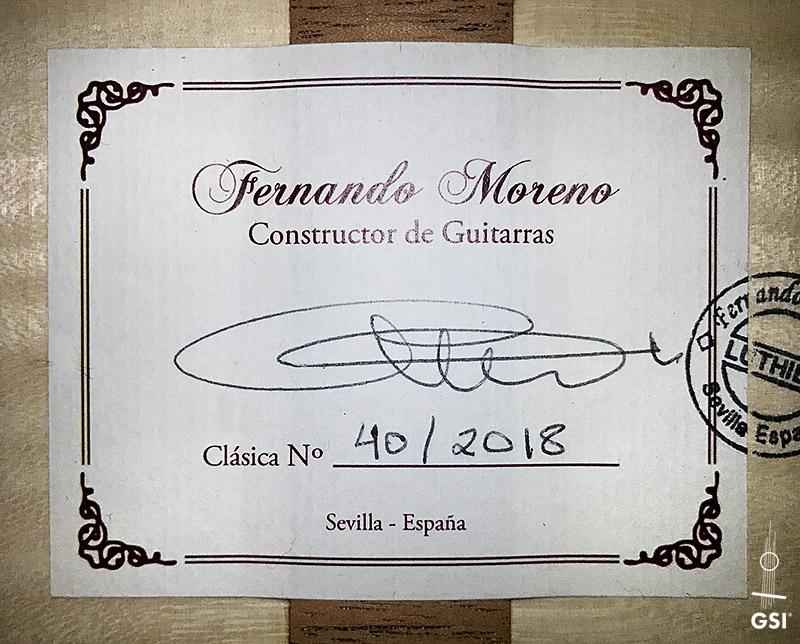 Fernando Moreno
Constructor de Guitarras
Clásica Nº 40/2018
Sevilla - España
Fernando
LUTHIE
Sevilla Espa
GSI